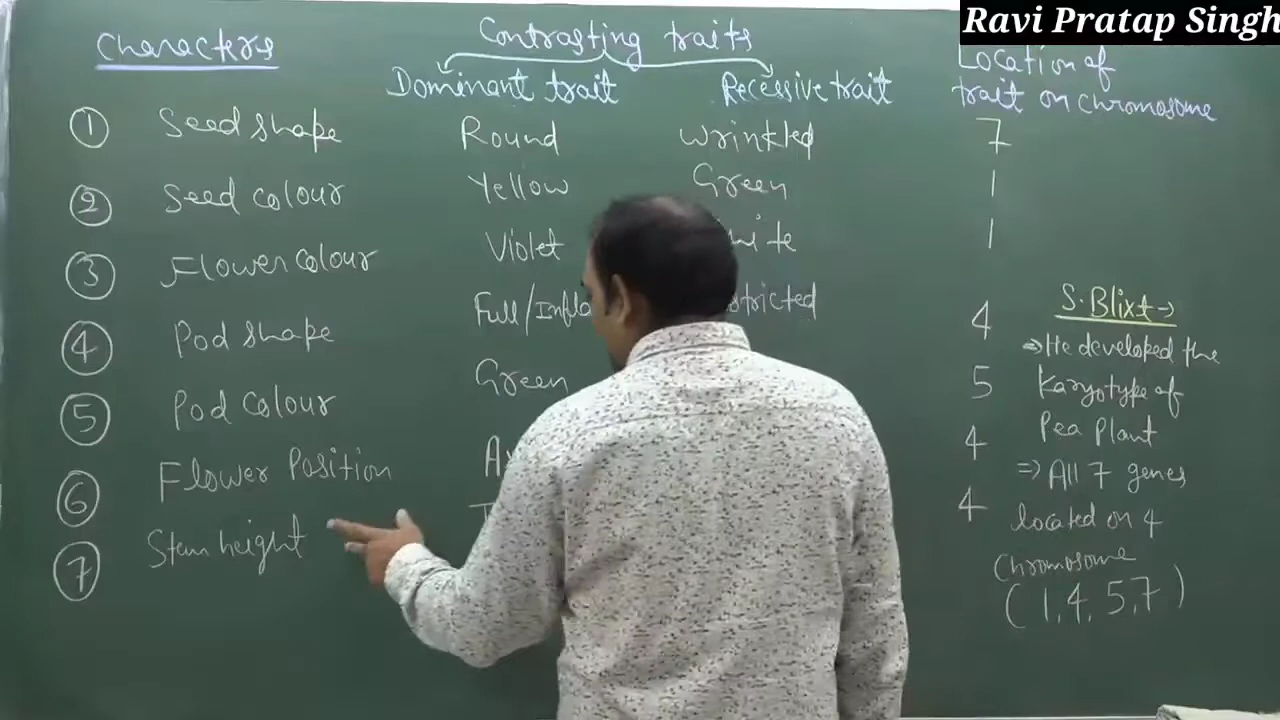 Ravi Pratap Singh
Characters
Contrasting traits
Dominant trait Recessive trait
Location of
trait on chromosome
① Seed shape Round Wrinkled 7
② Seed colour Yellow Green 1
③ Flower colour Violet 1
④ Pod shape Full/ 4
⑤ Pod colour Green 5
⑥ Flower Position 4
⑦ Stem height 4
S. Blixt →
⇒ He developed the
Karyotype of
Pea Plant
⇒ All 7 genes
located on 4
Chromosome
(1, 4, 5, 7)